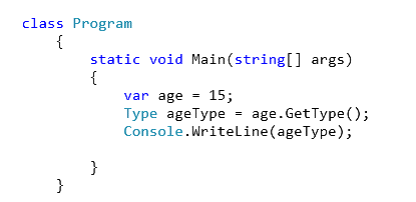 class Program
{
static void Main(string[] args)
{
var age = 15;
Type ageType = age.GetType();
Console.WriteLine(ageType);
}
}